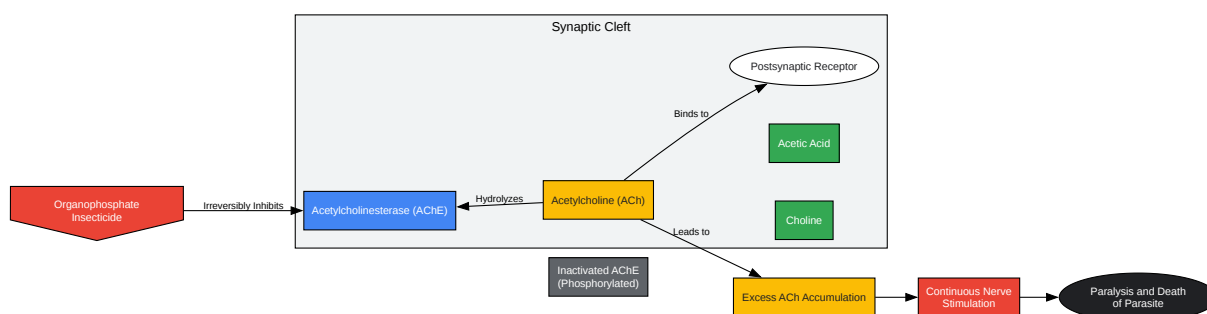 Synaptic Cleft
Postsynaptic Receptor
Binds to
Acetic Acid
Organophosphate
Insecticide
Irreversibly Inhibits
Acetylcholinesterase (AChE)
Hydrolyzes
Acetylcholine (ACh)
Choline
Leads to
Inactivated AChE
(Phosphorylated)
Excess ACh Accumulation
Continuous Nerve
Stimulation
Paralysis and Death
of Parasite